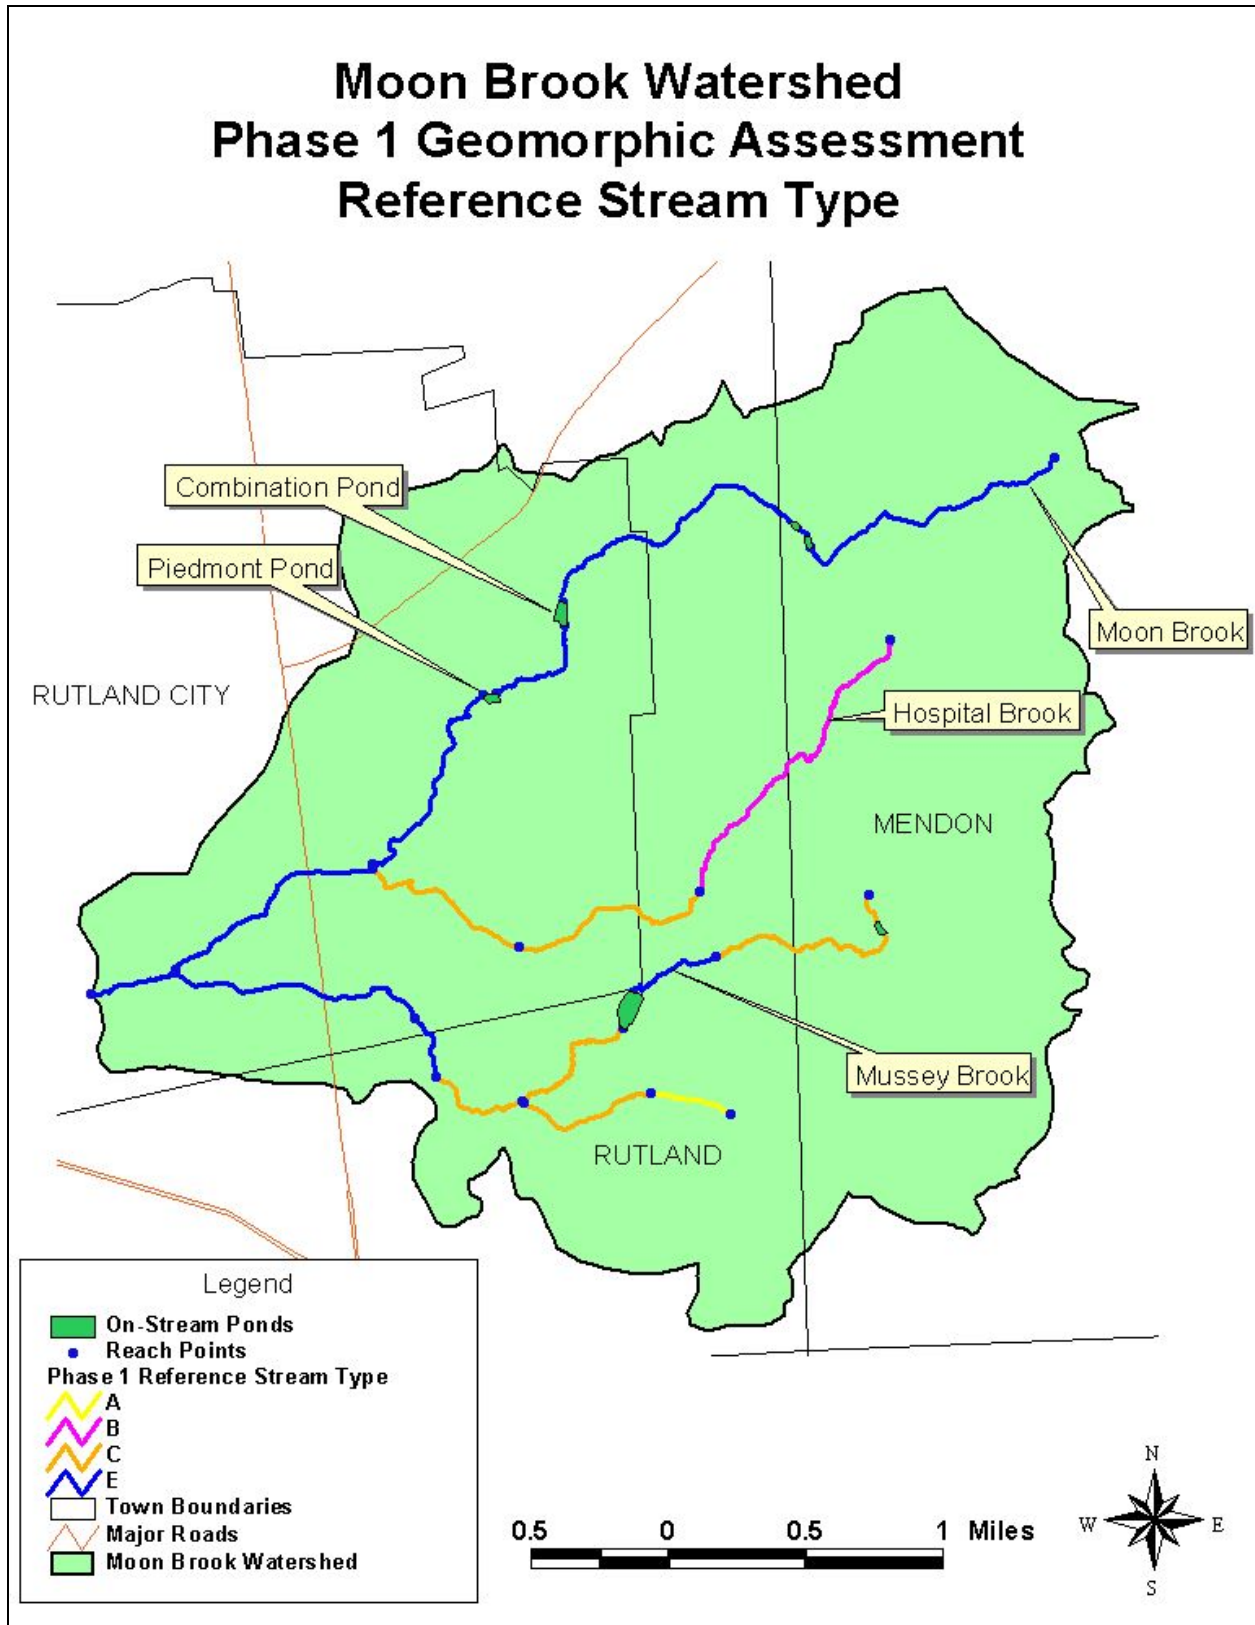 Moon Brook Watershed
Phase 1 Geomorphic Assessment
Reference Stream Type
Combination Pond
Piedmont Pond
Moon Brook
RUTLAND CITY
Hospital Brook
MENDON
Mussey Brook
RUTLAND
Legend
On-Stream Ponds
Reach Points
Phase 1 Reference Stream Type
A
B
C
E
Town Boundaries
Major Roads
Moon Brook Watershed
0.5 0 0.5 1 Miles
N
W E
S